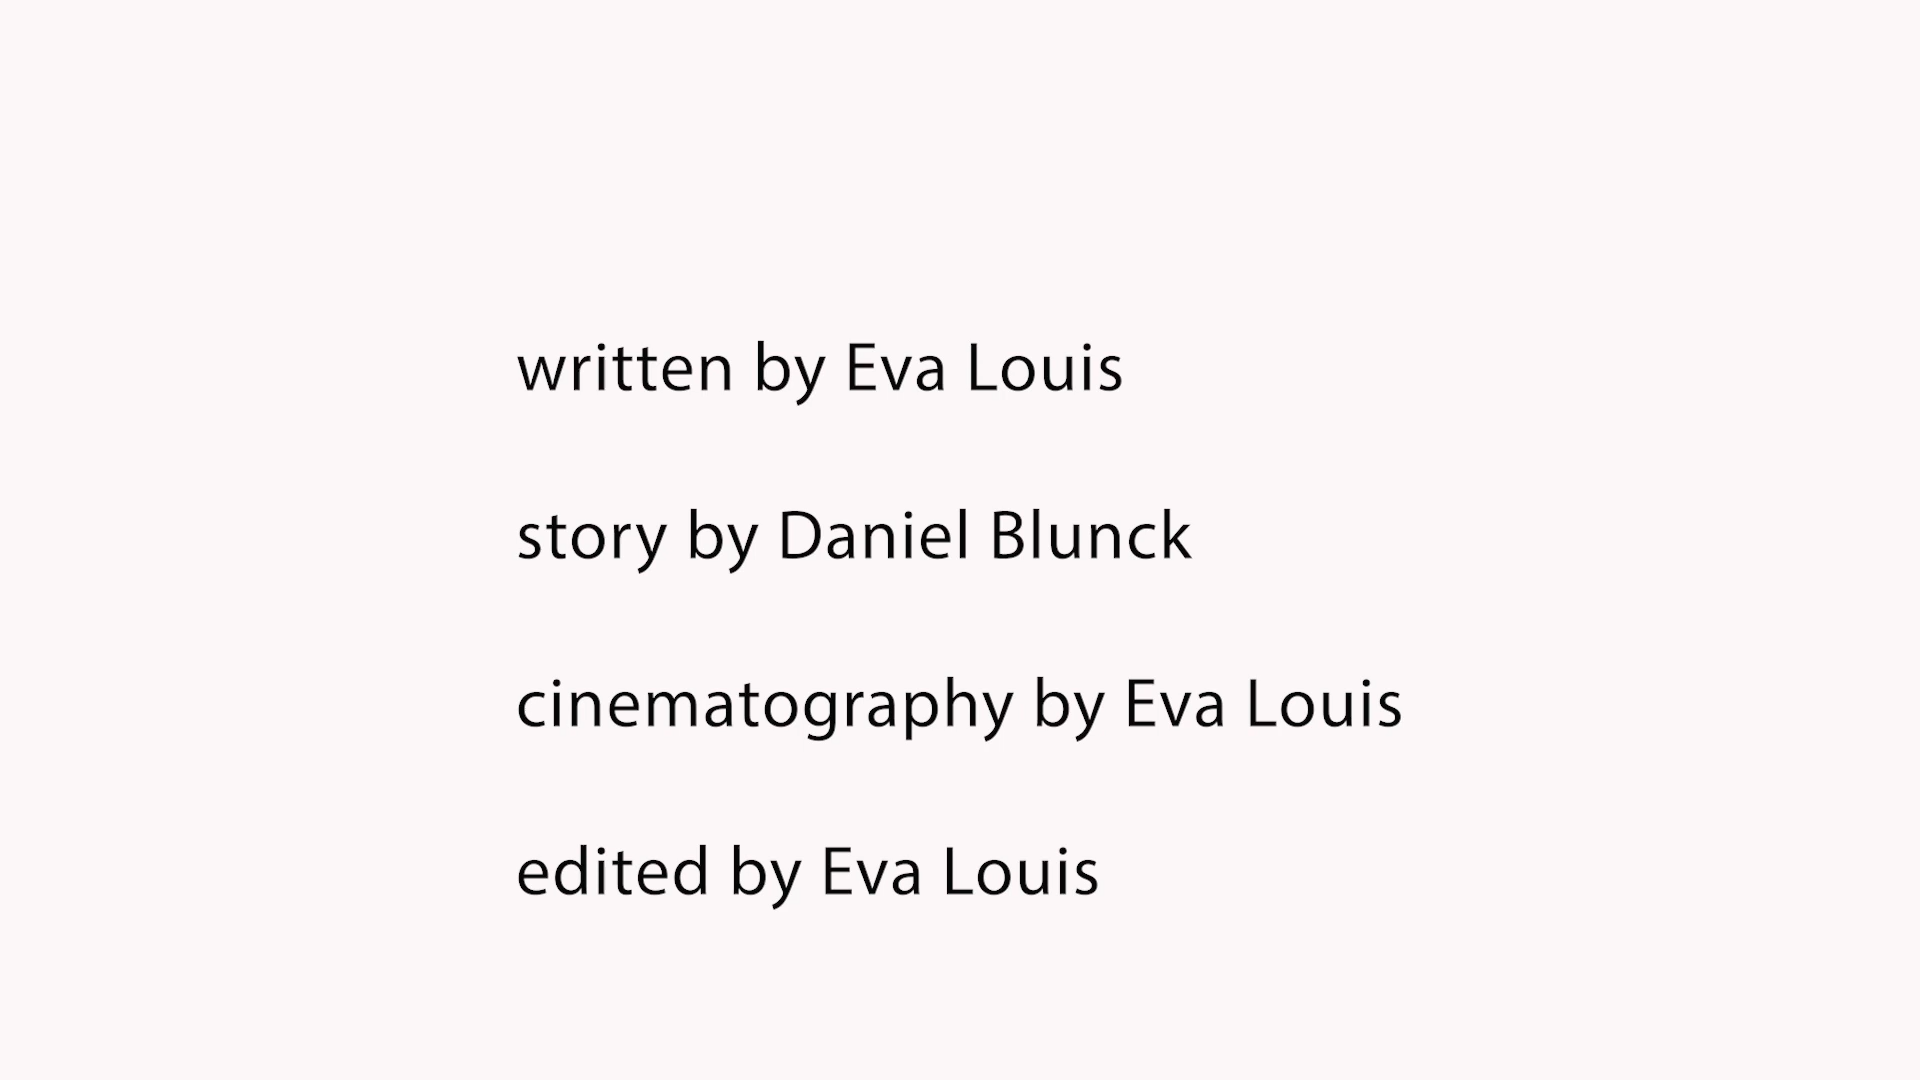 written by Eva Louis
story by Daniel Blunck
cinematography by Eva Louis
edited by Eva Louis